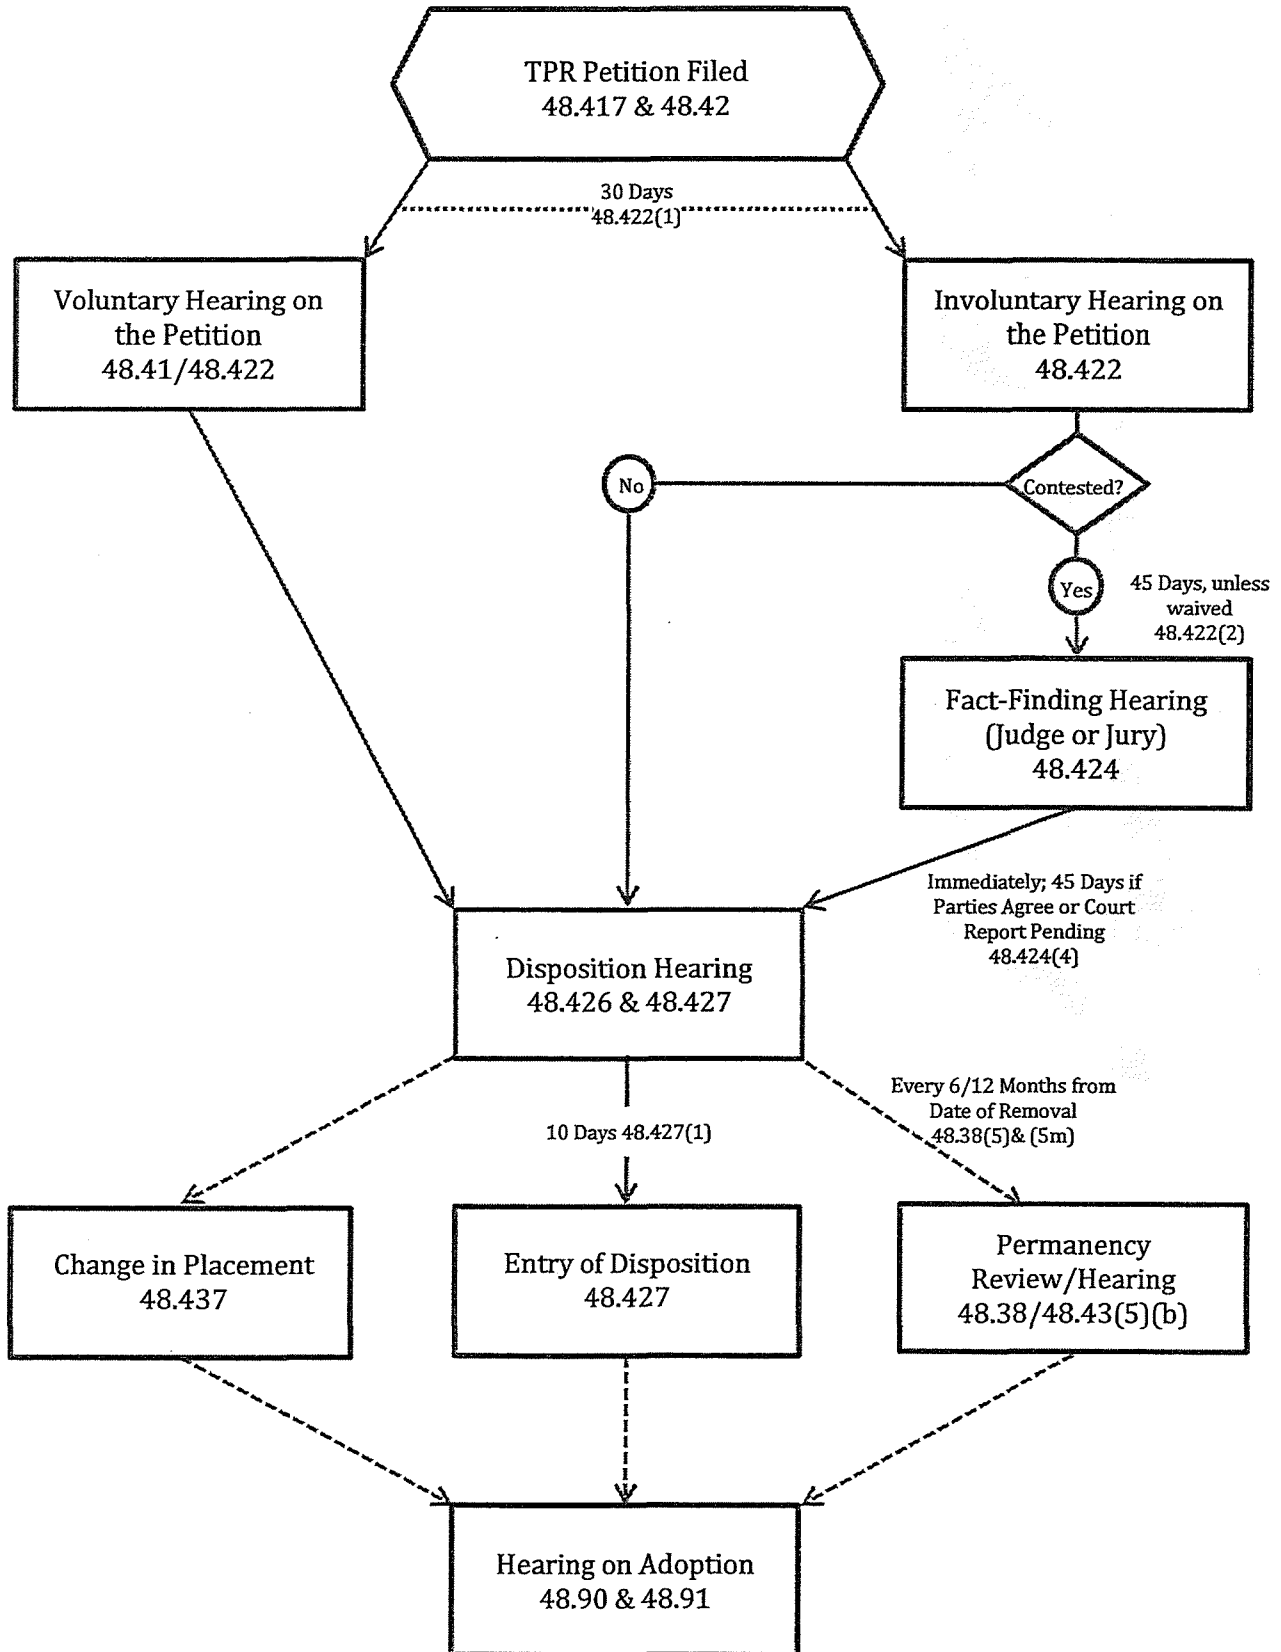 TPR Petition Filed
48.417 & 48.42
30 Days
48.422(1)
Voluntary Hearing on
the Petition
48.41/48.422
Involuntary Hearing on
the Petition
48.422
No
Contested?
Yes
45 Days, unless
waived
48.422(2)
Fact-Finding Hearing
(Judge or Jury)
48.424
Immediately; 45 Days if
Parties Agree or Court
Report Pending
48.424(4)
Disposition Hearing
48.426 & 48.427
Every 6/12 Months from
Date of Removal
48.38(5)& (5m)
10 Days 48.427(1)
Change in Placement
48.437
Entry of Disposition
48.427
Permanency
Review/Hearing
48.38/48.43(5)(b)
Hearing on Adoption
48.90 & 48.91